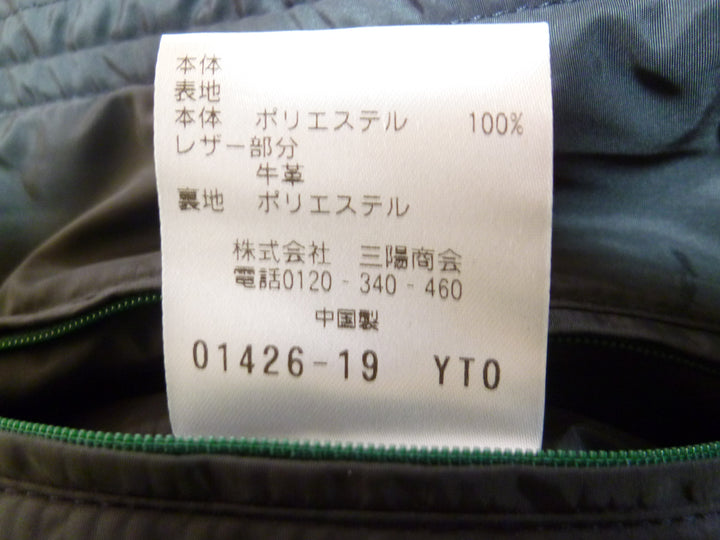 本体
表地
本体 ポリエステル 100%
レザー部分
牛革
裏地 ポリエステル
株式会社 三陽商会
電話0120-340-460
中国製
01426-19 YTO